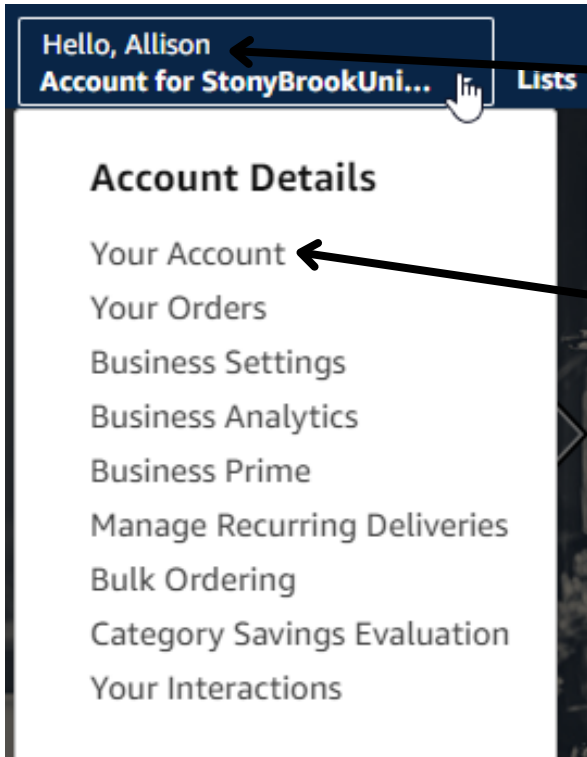 Hello, Allison
Account for StonyBrookUni...
Lists
Account Details
Your Account
Your Orders
Business Settings
Business Analytics
Business Prime
Manage Recurring Deliveries
Bulk Ordering
Category Savings Evaluation
Your Interactions